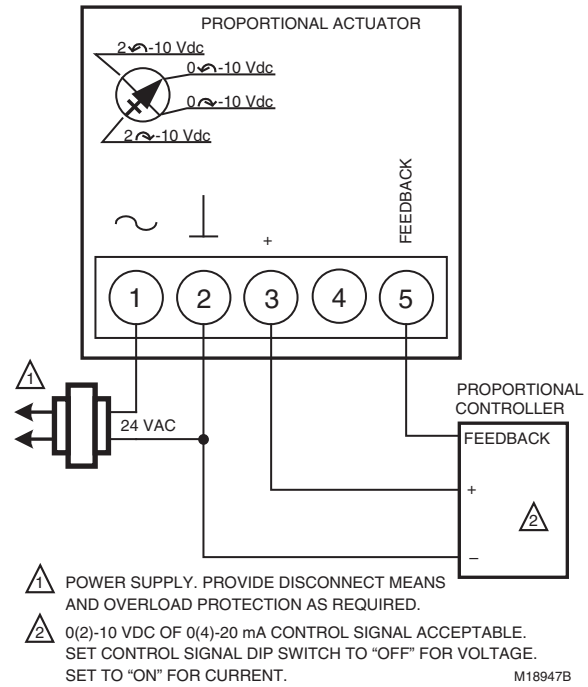 PROPORTIONAL ACTUATOR
2 -10 Vdc
0 -10 Vdc
0 -10 Vdc
2 -10 Vdc
FEEDBACK
+
1 2 3 4 5
1
24 VAC
PROPORTIONAL
CONTROLLER
FEEDBACK
+
2
–
1 POWER SUPPLY. PROVIDE DISCONNECT MEANS
AND OVERLOAD PROTECTION AS REQUIRED.
2 0(2)-10 VDC OF 0(4)-20 mA CONTROL SIGNAL ACCEPTABLE.
SET CONTROL SIGNAL DIP SWITCH TO “OFF” FOR VOLTAGE.
SET TO “ON” FOR CURRENT.
M18947B